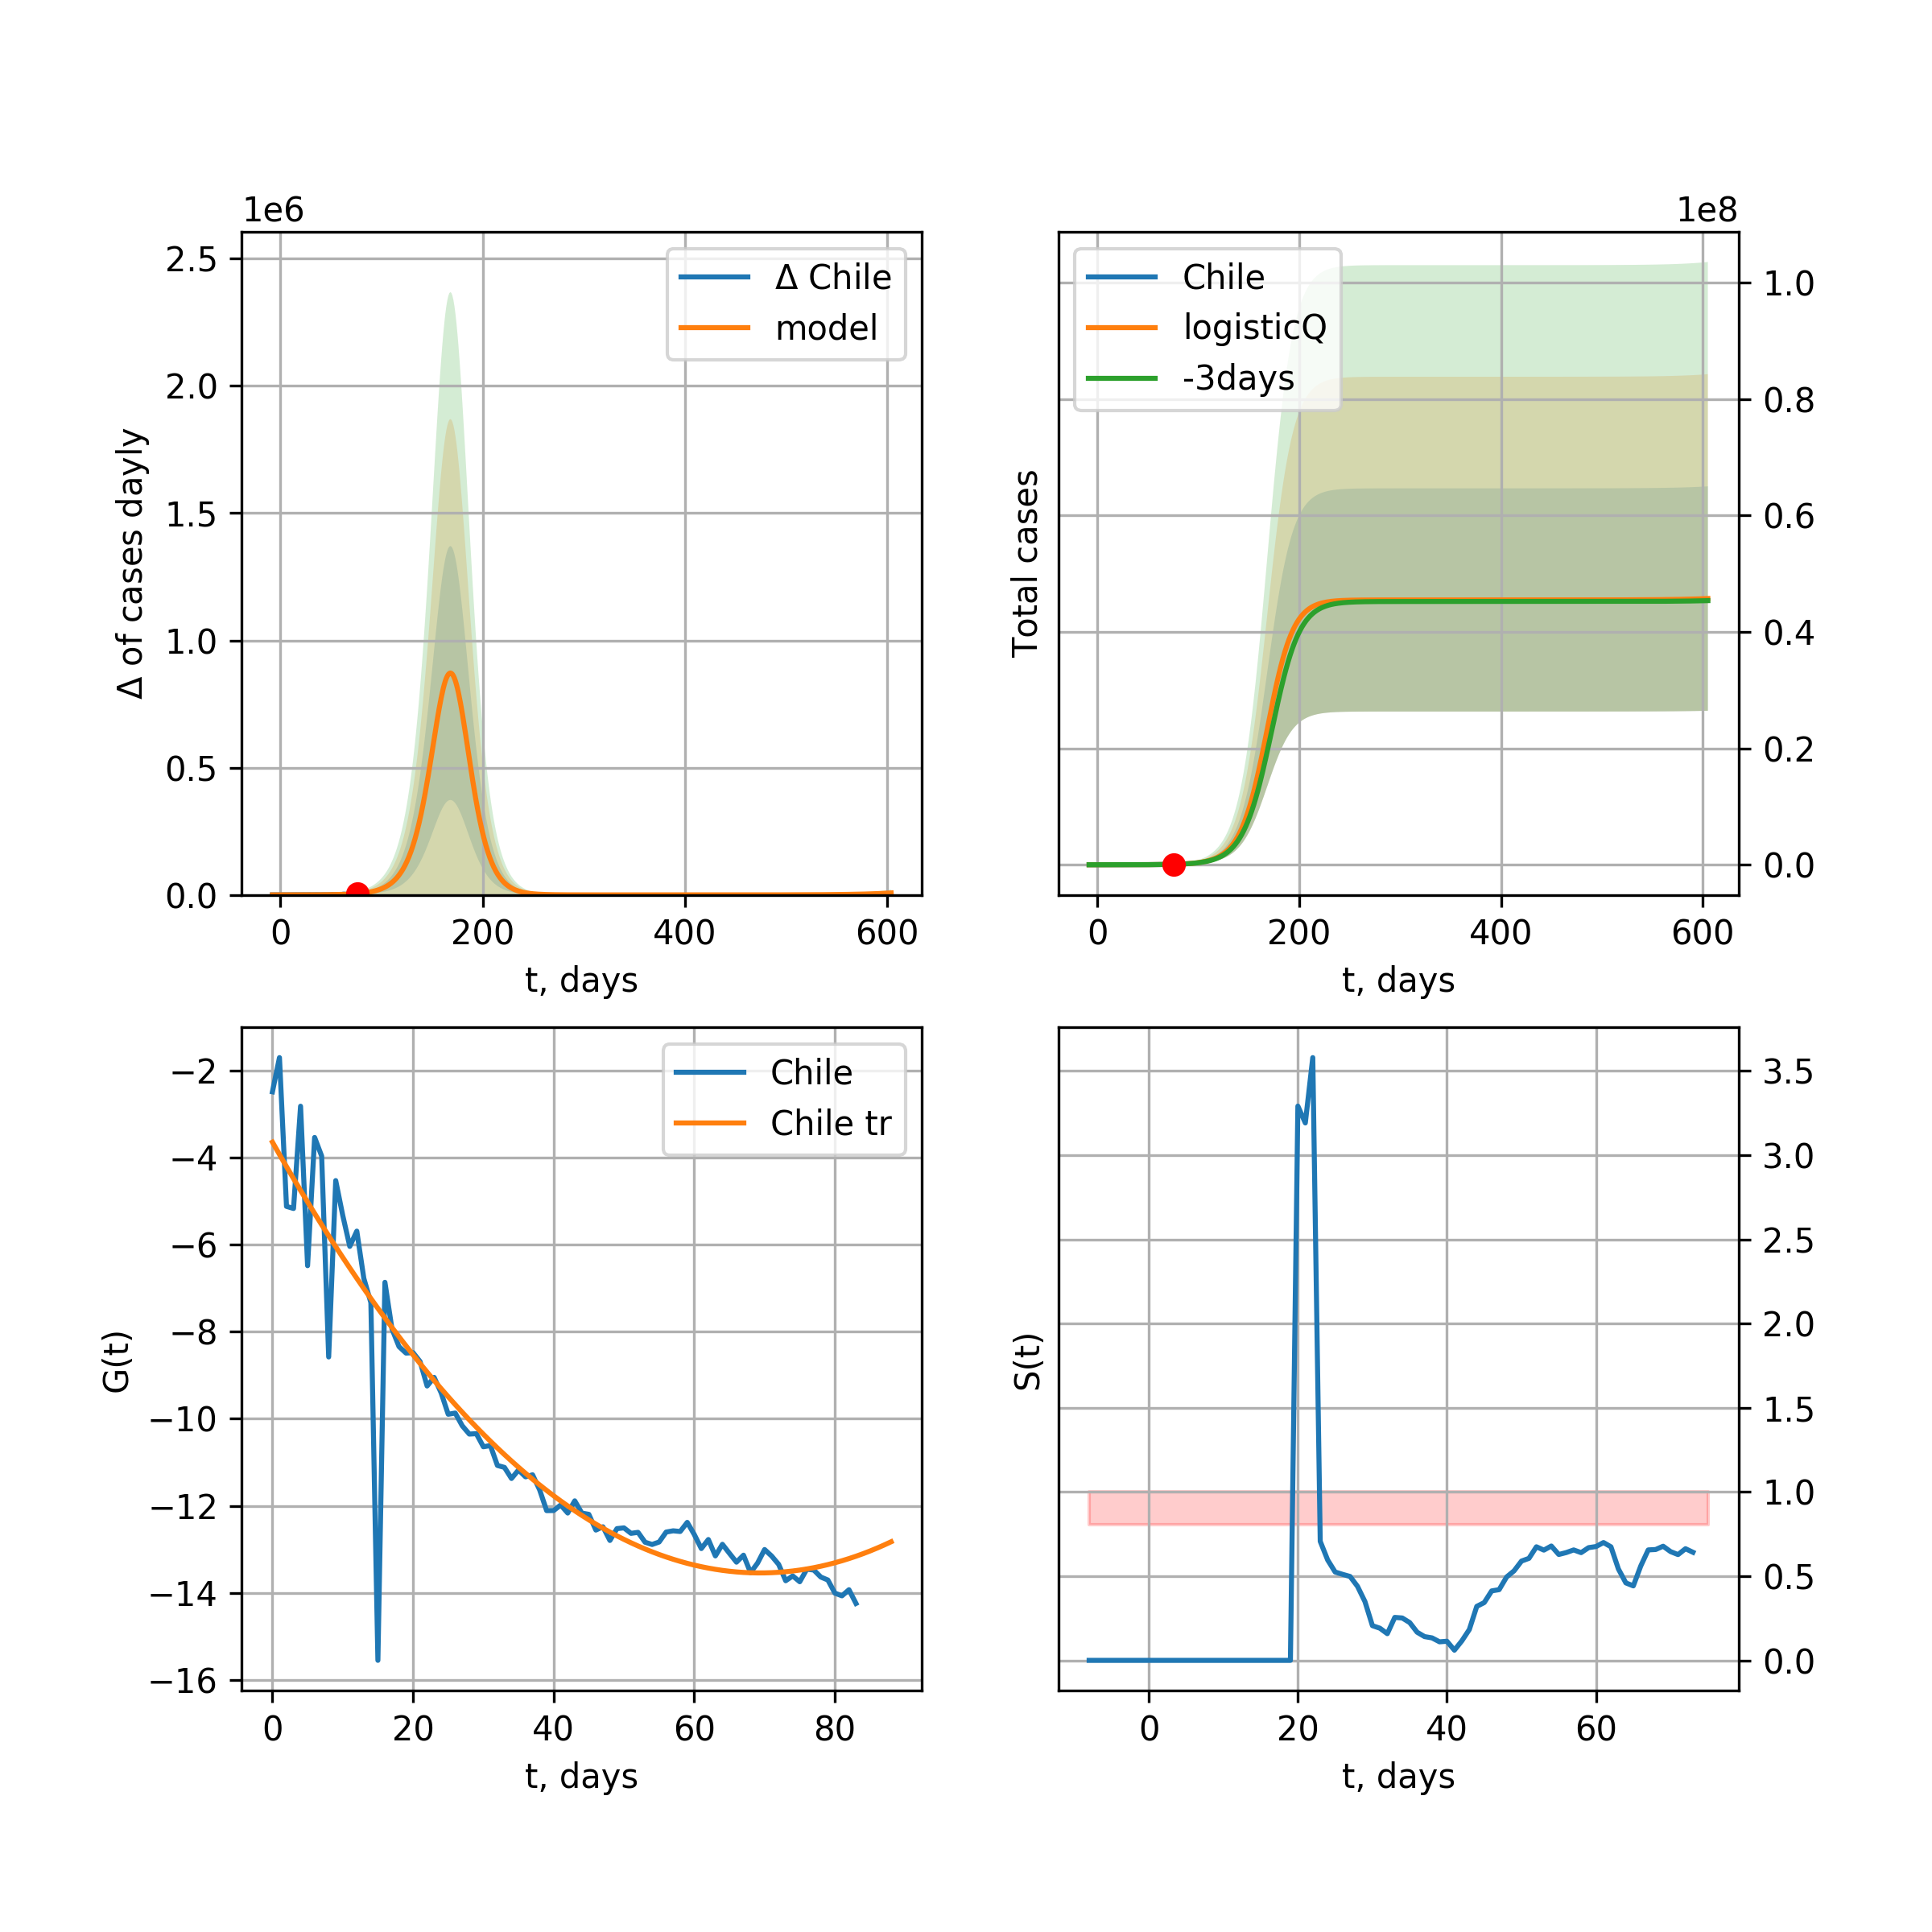 1e6
2.5
2.0
1.5
1.0
0.5
0.0
Δ of cases dayly
Δ Chile
model
0 200 400 600
t, days
1e8
Chile
logisticQ
-3days
Total cases
1.0
0.8
0.6
0.4
0.2
0.0
0 200 400 600
t, days
−2
−4
−6
−8
−10
−12
−14
−16
G(t)
Chile
Chile tr
0 20 40 60 80
t, days
S(t)
3.5
3.0
2.5
2.0
1.5
1.0
0.5
0.0
0 20 40 60
t, days